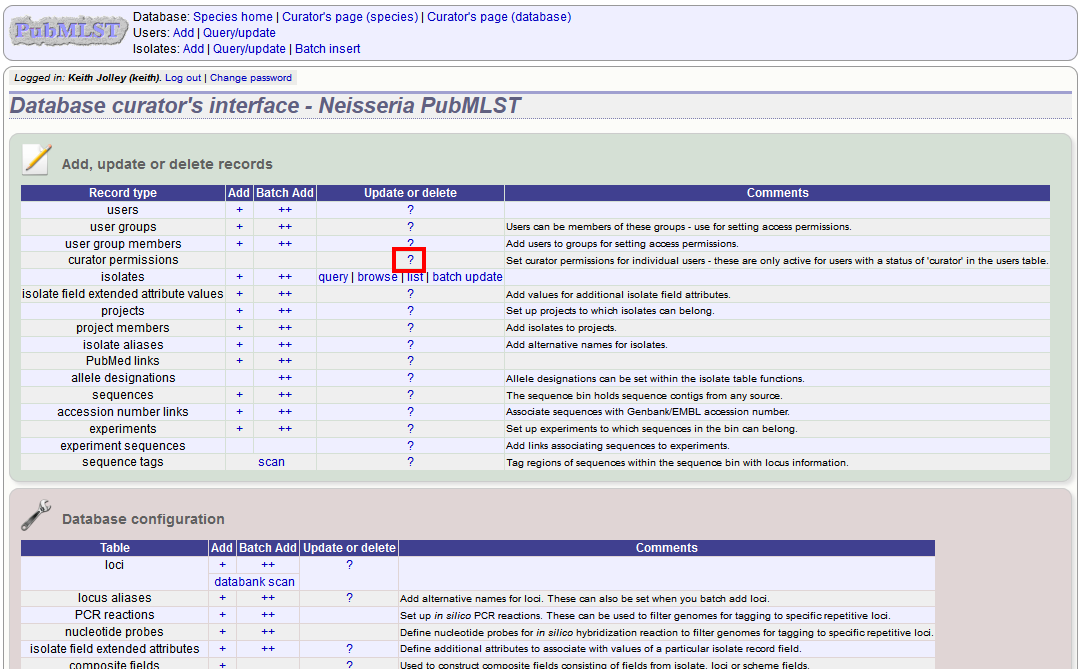 PubMLST
Database: Species home | Curator's page (species) | Curator's page (database)
Users: Add | Query/update
Isolates: Add | Query/update | Batch insert
Logged in: Keith Jolley (keith). Log out | Change password
Database curator's interface - Neisseria PubMLST
Add, update or delete records
Record type Add Batch Add Update or delete Comments
users + ++ ?
user groups + ++ ? Users can be members of these groups - use for setting access permissions.
user group members + ++ ? Add users to groups for setting access permissions.
curator permissions ? Set curator permissions for individual users - these are only active for users with a status of 'curator' in the users table.
isolates + ++ query | browse | list | batch update
isolate field extended attribute values + ++ ? Add values for additional isolate field attributes.
projects + ++ ? Set up projects to which isolates can belong.
project members + ++ ? Add isolates to projects.
isolate aliases + ++ ? Add alternative names for isolates.
PubMed links + ++ ?
allele designations ++ ? Allele designations can be set within the isolate table functions.
sequences + ++ ? The sequence bin holds sequence contigs from any source.
accession number links + ++ ? Associate sequences with Genbank/EMBL accession number.
experiments + ++ ? Set up experiments to which sequences in the bin can belong.
experiment sequences ? Add links associating sequences to experiments.
sequence tags scan ? Tag regions of sequences within the sequence bin with locus information.
Database configuration
Table Add Batch Add Update or delete Comments
loci + ++ ?
databank scan
locus aliases + ++ ? Add alternative names for loci. These can also be set when you batch add loci.
PCR reactions + ++ Set up in silico PCR reactions. These can be used to filter genomes for tagging to specific repetitive loci.
nucleotide probes + ++ Define nucleotide probes for in silico hybridization reaction to filter genomes for tagging to specific repetitive loci.
isolate field extended attributes + ++ ? Define additional attributes to associate with values of a particular isolate record field.
composite fields + ? Used to construct composite fields consisting of fields from isolate, loci or scheme fields.